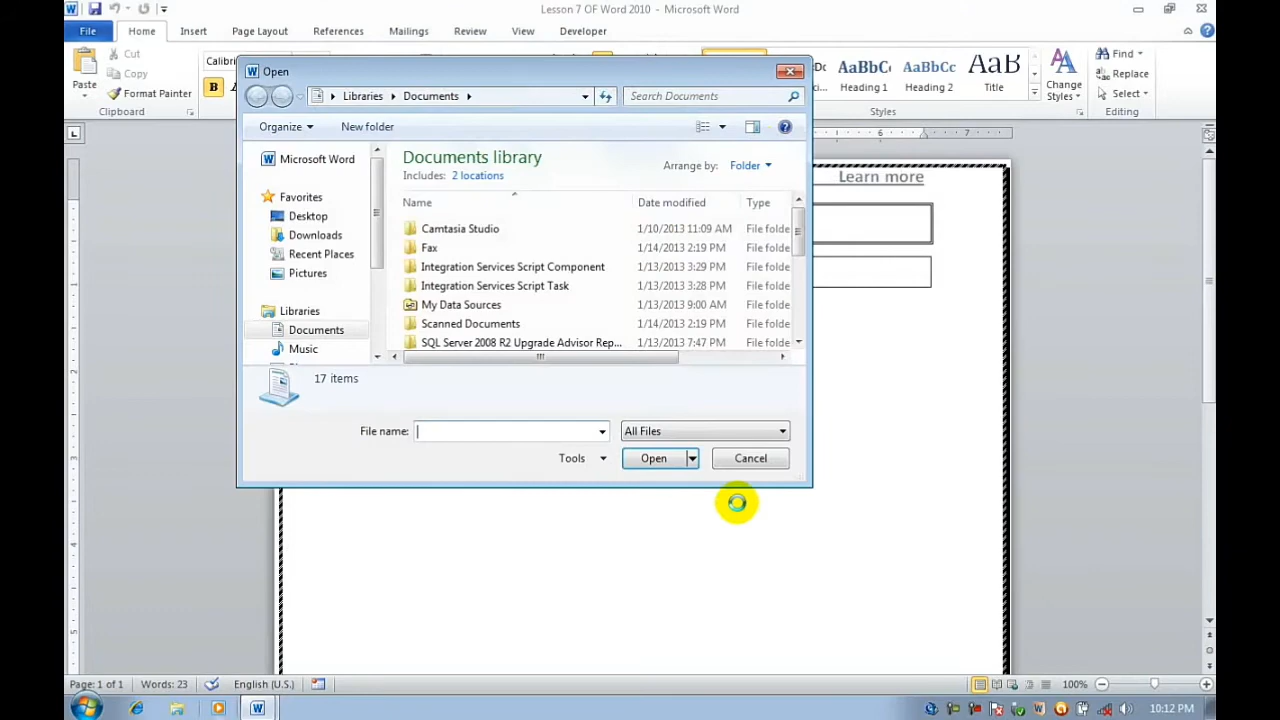 Lesson 7 OF Word 2010 - Microsoft Word
File Home Insert Page Layout References Mailings Review View Developer
Paste
Cut
Copy
Format Painter
Clipboard
Calibri
B
AaBbCc Heading 1
AaBbCc Heading 2
AaB Title
Change Styles
Styles
Find
Replace
Select
Editing
Open
Libraries Documents
Search Documents
Organize New folder
Microsoft Word
Favorites
Desktop
Downloads
Recent Places
Pictures
Libraries
Documents
Music
Documents library
Includes: 2 locations
Arrange by: Folder
Name Date modified Type
Camtasia Studio 1/10/2013 11:09 AM File folde
Fax 1/14/2013 2:19 PM File folde
Integration Services Script Component 1/13/2013 3:29 PM File folde
Integration Services Script Task 1/13/2013 3:28 PM File folde
My Data Sources 1/13/2013 9:00 AM File folde
Scanned Documents 1/14/2013 2:19 PM File folde
SQL Server 2008 R2 Upgrade Advisor Rep... 1/13/2013 7:47 PM File folde
17 items
File name: All Files
Tools Open Cancel
6 7
Learn more
Page: 1 of 1 Words: 23 English (U.S.) 100%
10:12 PM